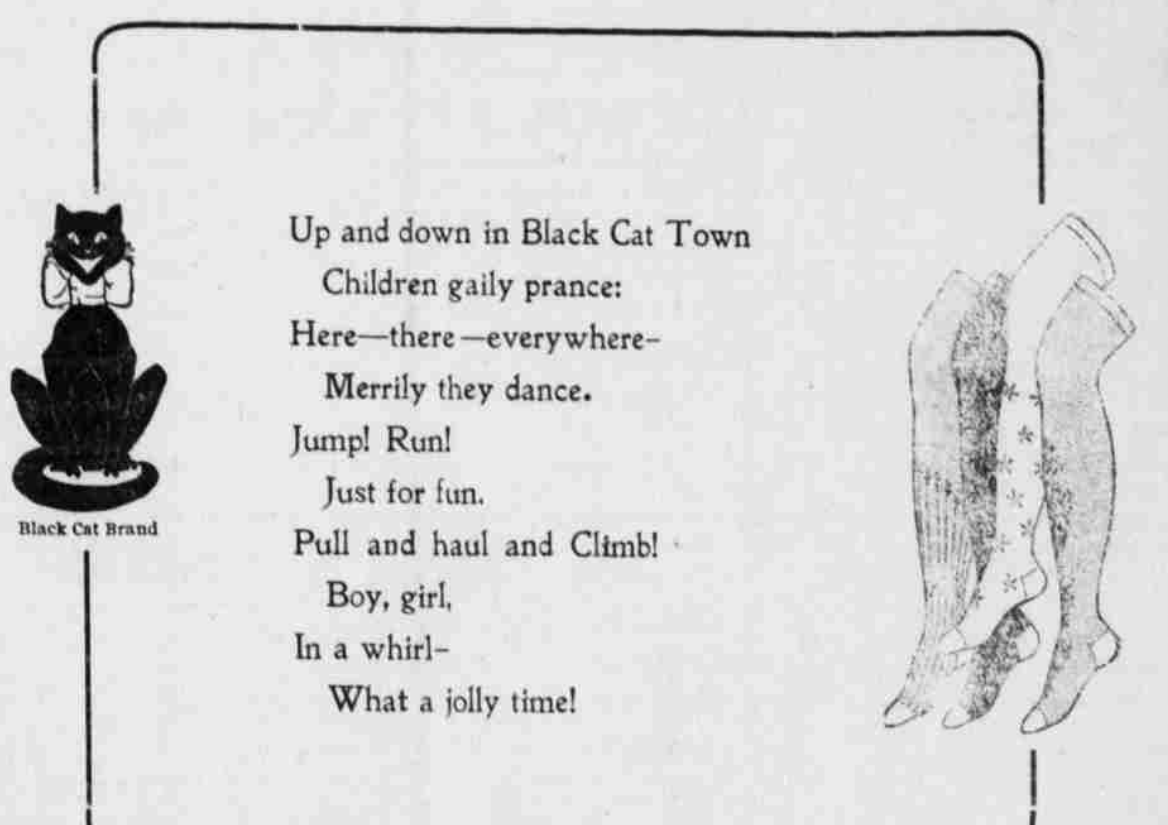 Up and down in Black Cat Town
Children gaily prance:
Here—there—everywhere-
Merrily they dance.
Jump! Run!
Just for fun.
Pull and haul and Climb!
Boy, girl,
In a whirl-
What a jolly time!
Black Cat Brand